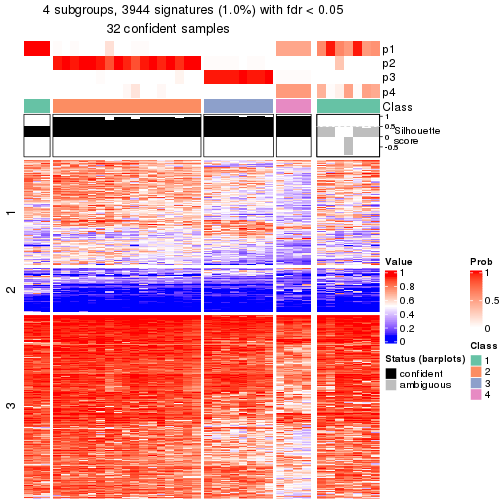 4 subgroups, 3944 signatures (1.0%) with fdr < 0.05
32 confident samples
p1
p2
p3
p4
Class
1
0.5
0
-0.5
Silhouette
score
1
2
3
Value
1
0.8
0.6
0.4
0.2
0
Prob
1
0.5
0
Status (barplots)
confident
ambiguous
Class
1
2
3
4